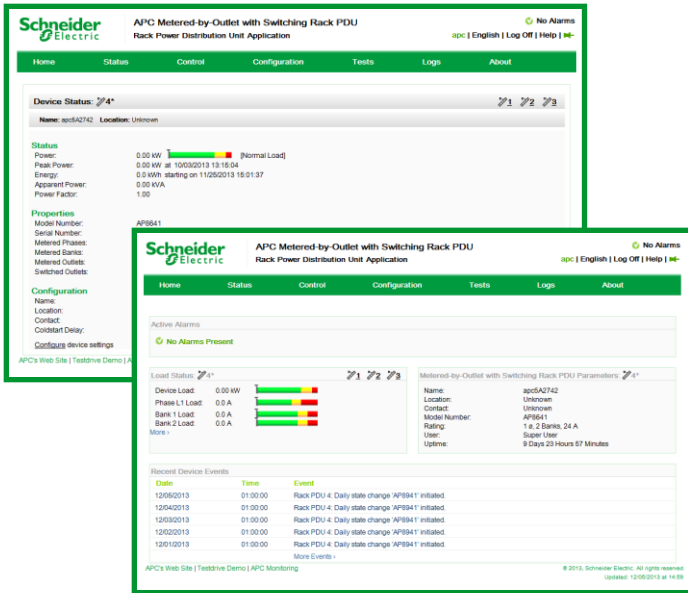 Schneider
Electric
APC Metered-by-Outlet with Switching Rack PDU
Rack Power Distribution Unit Application
No Alarms
apc | English | Log Off | Help |
Home Status Control Configuration Tests Logs About
Device Status: 4*
1 2 3
Name: apc5A2742 Location: Unknown
Status
Power: 0.00 kW [Normal Load]
Peak Power: 0.00 kW at 10/03/2013 13:15:04
Energy: 0.0 kWh starting on 11/25/2013 15:01:37
Apparent Power: 0.00 kVA
Power Factor: 1.00
Properties
Model Number: AP8641
Serial Number:
Metered Phases:
Metered Banks:
Metered Outlets:
Switched Outlets:
Configuration
Name:
Location:
Contact:
Coldstart Delay:
Configure device settings
APC's Web Site | Testdrive Demo | A
Schneider
Electric
APC Metered-by-Outlet with Switching Rack PDU
Rack Power Distribution Unit Application
No Alarms
apc | English | Log Off | Help |
Home Status Control Configuration Tests Logs About
Active Alarms
No Alarms Present
Load Status: 4*
1 2 3
Device Load: 0.00 kW
Phase L1 Load: 0.0 A
Bank 1 Load: 0.0 A
Bank 2 Load: 0.0 A
More ›
Metered-by-Outlet with Switching Rack PDU Parameters: 4*
Name: apc5A2742
Location: Unknown
Contact: Unknown
Model Number: AP8641
Rating: 1 ø, 2 Banks, 24 A
User: Super User
Uptime: 9 Days 23 Hours 57 Minutes
Recent Device Events
Date Time Event
12/05/2013 01:00:00 Rack PDU 4: Daily state change 'AP8941' initiated.
12/04/2013 01:00:00 Rack PDU 4: Daily state change 'AP8941' initiated.
12/03/2013 01:00:00 Rack PDU 4: Daily state change 'AP8941' initiated.
12/02/2013 01:00:00 Rack PDU 4: Daily state change 'AP8941' initiated.
12/01/2013 01:00:00 Rack PDU 4: Daily state change 'AP8941' initiated.
More Events ›
APC's Web Site | Testdrive Demo | APC Monitoring
© 2013, Schneider Electric. All rights reserved.
Updated: 12/05/2013 at 14:59